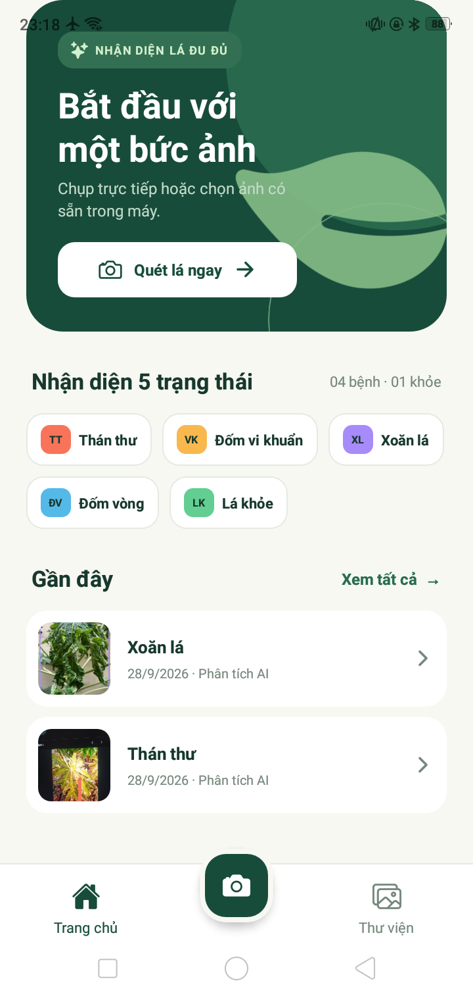 23:18
88
NHẬN DIỆN LÁ ĐU ĐỦ
Bắt đầu với
một bức ảnh
Chụp trực tiếp hoặc chọn ảnh có
sẵn trong máy.
Quét lá ngay →
Nhận diện 5 trạng thái
04 bệnh · 01 khỏe
TT Thán thư
VK Đốm vi khuẩn
XL Xoăn lá
ĐV Đốm vòng
LK Lá khỏe
Gần đây
Xem tất cả →
Xoăn lá
28/9/2026 · Phân tích AI
Thán thư
28/9/2026 · Phân tích AI
Trang chủ
Thư viện